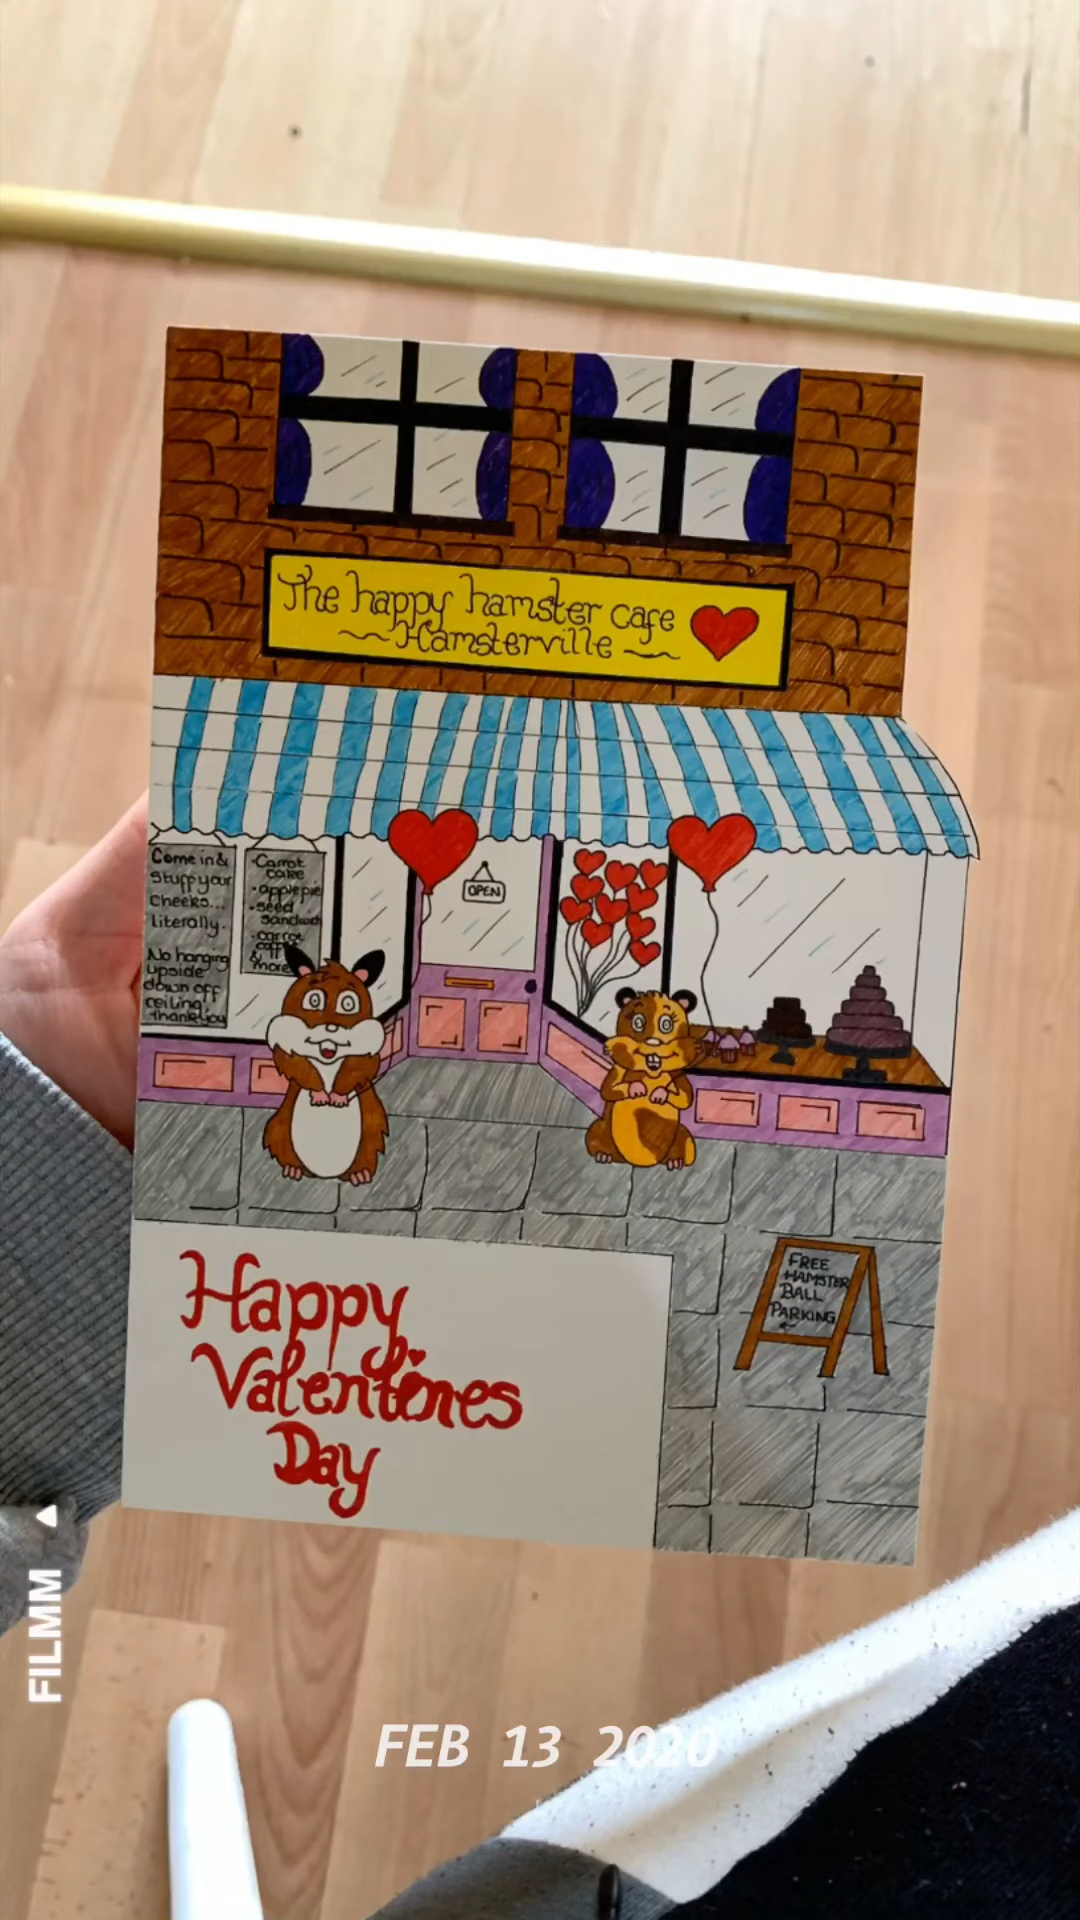 The happy hamster cafe
Hamsterville
Come in &
stuff your
cheeks...
literally.
No hanging
upside
down off
ceiling
thankyou
·Carrot
cake
·apple pie
·seed
sandwich
·carrot
coffee
& more
OPEN
Happy
Valentines
Day
FREE
HAMSTER
BALL
PARKING
←
FILMM
FEB 13 2020